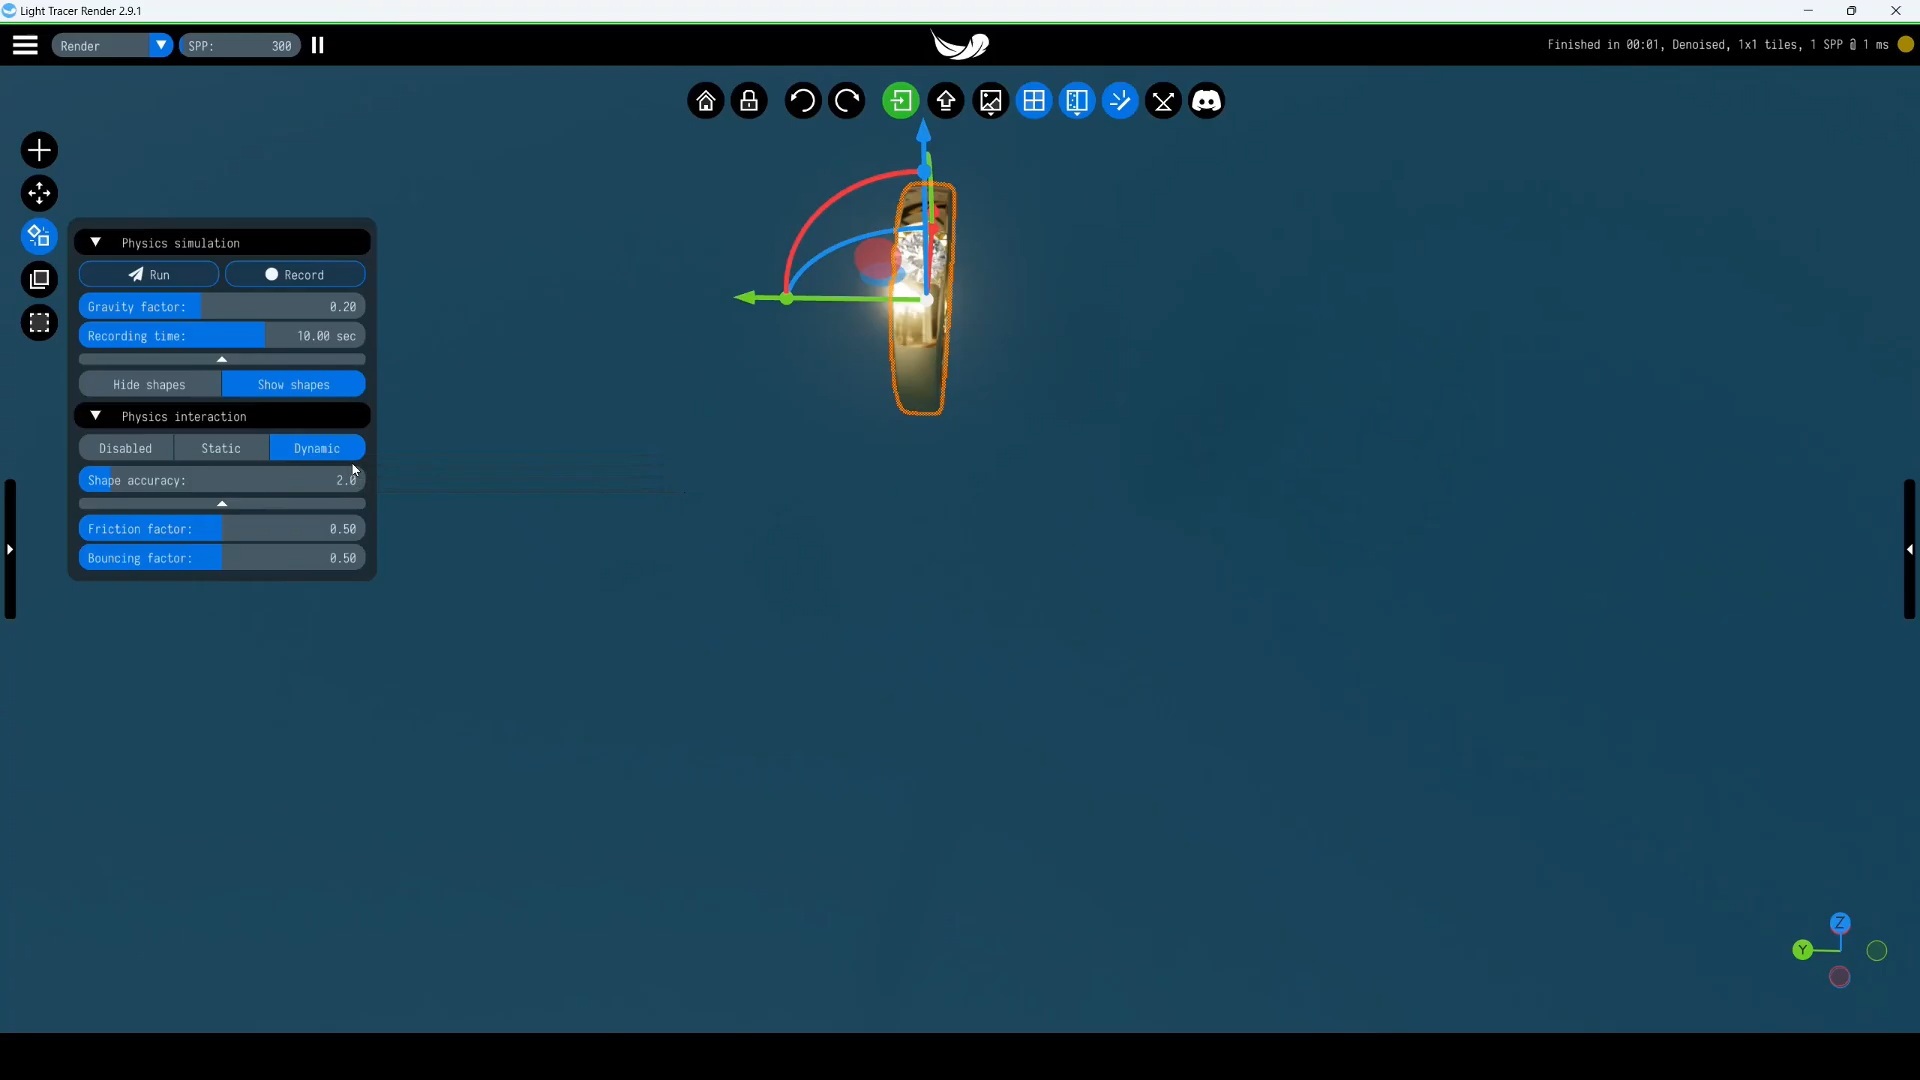 Light Tracer Render 2.9.1
Render SPP: 300 Finished in 00:01, Denoised, 1x1 tiles, 1 SPP @ 1 ms
Physics simulation
Run Record
Gravity factor: 0.20
Recording time: 10.00 sec
Hide shapes Show shapes
Physics interaction
Disabled Static Dynamic
Shape accuracy: 2.0
Friction factor: 0.50
Bouncing factor: 0.50
Z
Y